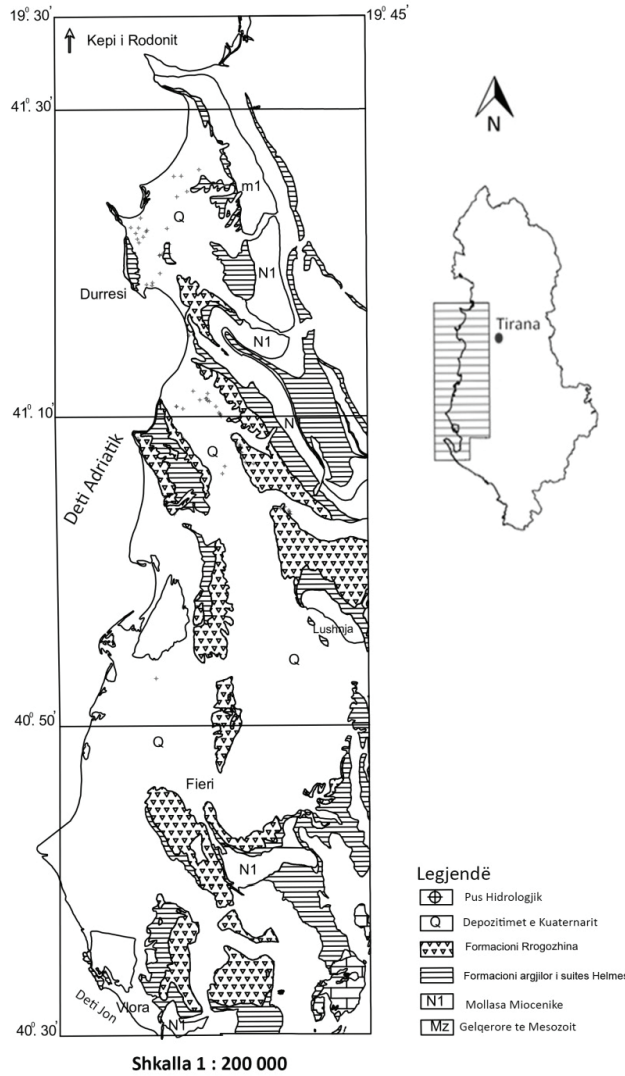 19° 30'
19° 45'
Kepi i Rodonit
41° 30'
N
m1
Q
N1
Durresi
N1
Tirana
41° 10'
N
Q
Deti Adriatik
Lushnja
Q
40° 50'
Q
Fieri
N1
Legjendë
Pus Hidrologjik
Q Depozitimet e Kuaternarit
Formacioni Rrogozhina
Formacioni argjilor i suites Helmes
N1 Mollasa Miocenike
Mz Gelqerore te Mesozoit
Deti Jon
Vlora
N1
40° 30'
Shkalla 1 : 200 000